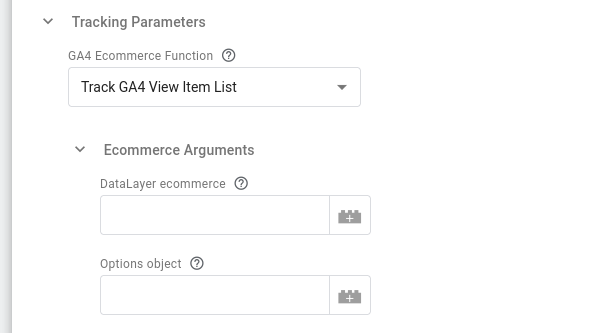 Tracking Parameters
GA4 Ecommerce Function
Track GA4 View Item List
Ecommerce Arguments
DataLayer ecommerce
Options object